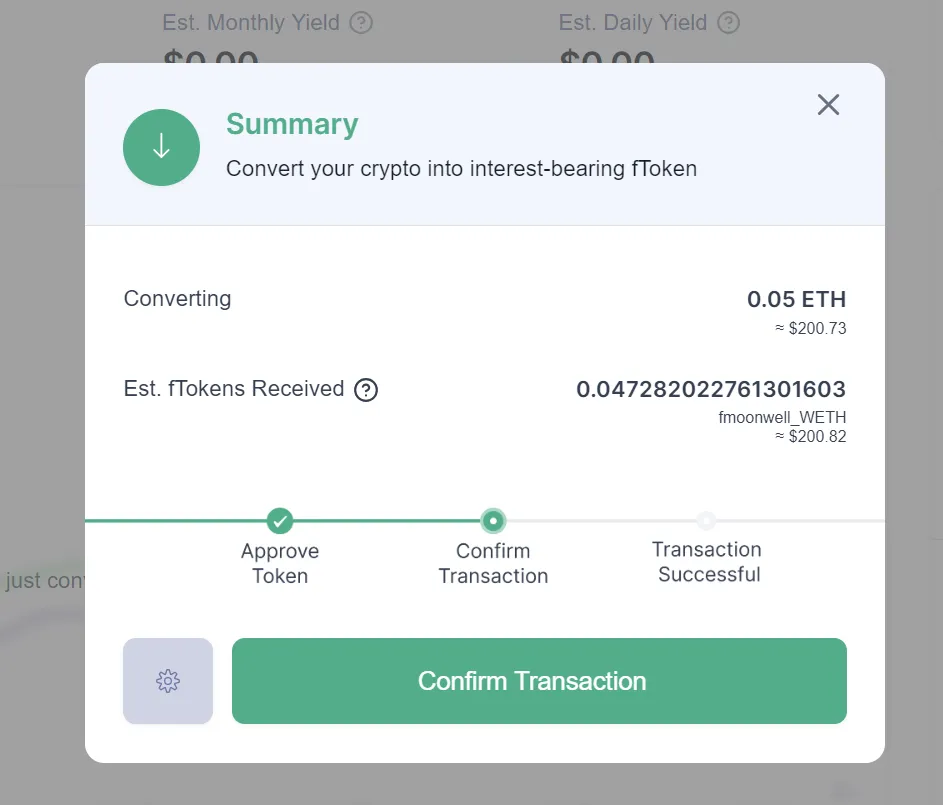 Est. Monthly Yield ?
Est. Daily Yield ?
$0.00
$0.00
Summary
Convert your crypto into interest-bearing fToken
Converting
0.05 ETH
≈ $200.73
Est. fTokens Received ?
0.047282022761301603
fmoonwell_WETH
≈ $200.82
Approve
Token
Confirm
Transaction
Transaction
Successful
just conv
Confirm Transaction